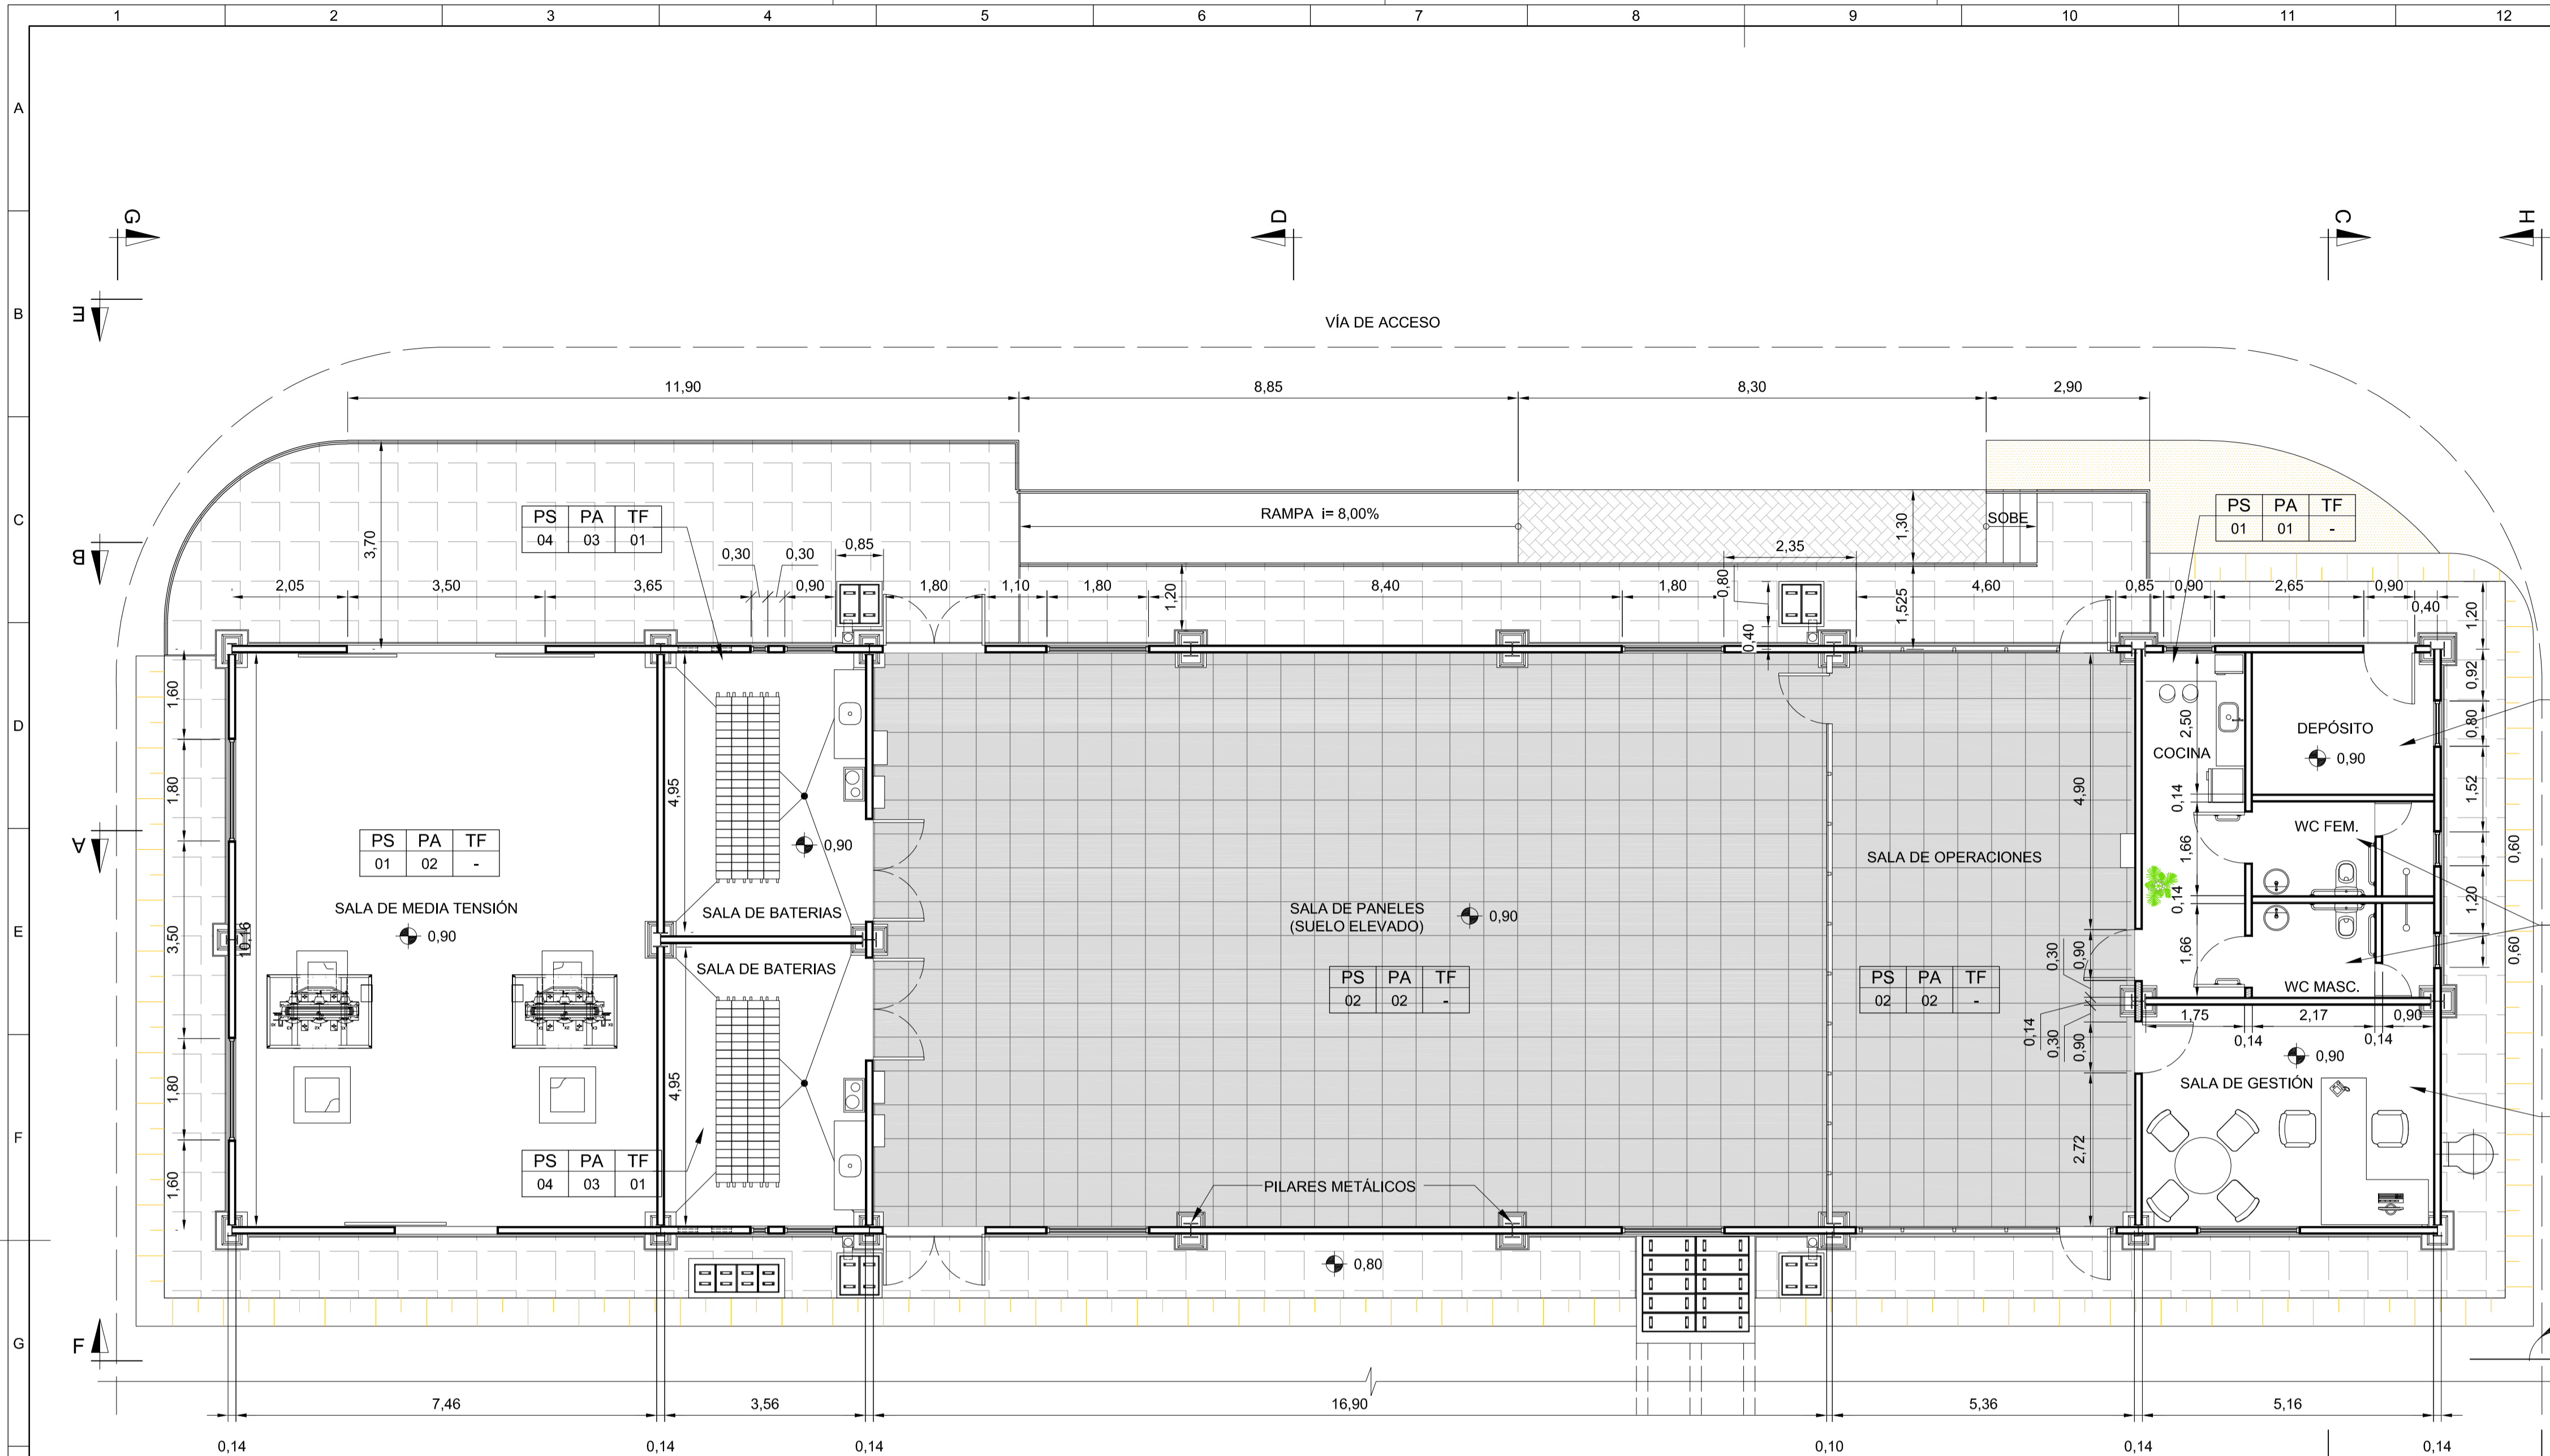 1 2 3 4 5 6 7 8 9 10 11 12
A
G D C H
E
B
VÍA DE ACCESO
11,90 8,85 8,30 2,90
C
PS PA TF
04 03 01
RAMPA i= 8,00%
SOBE
PS PA TF
01 01 -
B
3,70
0,30 0,30 0,85
2,35
1,30
2,05 3,50 3,65 0,90 1,80 1,10 1,80 1,20 8,40 1,80 0,80 1,525 4,60 0,85 0,90 2,65 0,90
0,40
1,20
0,40
1,60
0,92
D
4,95
2,50
DEPÓSITO
0,80
COCINA
0,90
1,80
4,90
0,14
1,52
A
PS PA TF
01 02 -
0,90
WC FEM.
SALA DE OPERACIONES
1,66
0,60
0,14
SALA DE MEDIA TENSIÓN
SALA DE BATERIAS
SALA DE PANELES
(SUELO ELEVADO)
0,90
1,20
E
3,50
10,16
0,90
1,66
0,30
0,90
0,60
SALA DE BATERIAS
PS PA TF
02 02 -
PS PA TF
02 02 -
WC MASC.
1,75 2,17 0,90
0,14
0,30
0,90
0,14 0,14
0,90
1,80
4,95
SALA DE GESTIÓN
F
2,72
PS PA TF
04 03 01
1,60
PILARES METÁLICOS
0,80
G
F
7,46 3,56 16,90 5,36 5,16
0,14 0,14 0,14 0,10 0,14 0,14